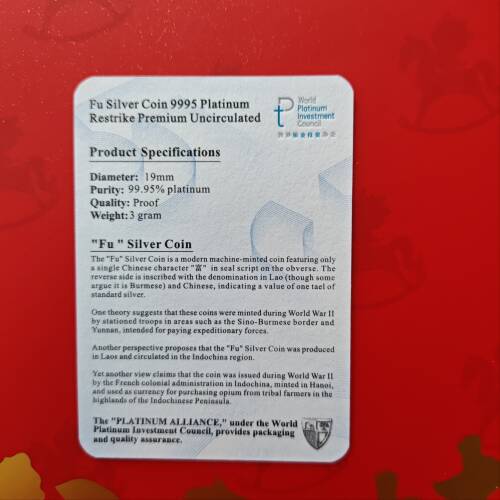 Fu Silver Coin 9995 Platinum
Restrike Premium Uncirculated
World
Platinum
Investment
Council
Product Specifications
Diameter: 19mm
Purity: 99.95% platinum
Quality: Proof
Weight:3 gram
"Fu " Silver Coin
The "Fu" Silver Coin is a modern machine-minted coin featuring only
a single Chinese character "富" in seal script on the obverse. The
reverse side is inscribed with the denomination in Lao (though some
argue it is Burmese) and Chinese, indicating a value of one tael of
standard silver.
One theory suggests that these coins were minted during World War II
by stationed troops in areas such as the Sino-Burmese border and
Yunnan, intended for paying expeditionary forces.
Another perspective proposes that the "Fu" Silver Coin was produced
in Laos and circulated in the Indochina region.
Yet another view claims that the coin was issued during World War II
by the French colonial administration in Indochina, minted in Hanoi,
and used as currency for purchasing opium from tribal farmers in the
highlands of the Indochinese Peninsula.
The "PLATINUM ALLIANCE," under the World
Platinum Investment Council, provides packaging
and quality assurance.